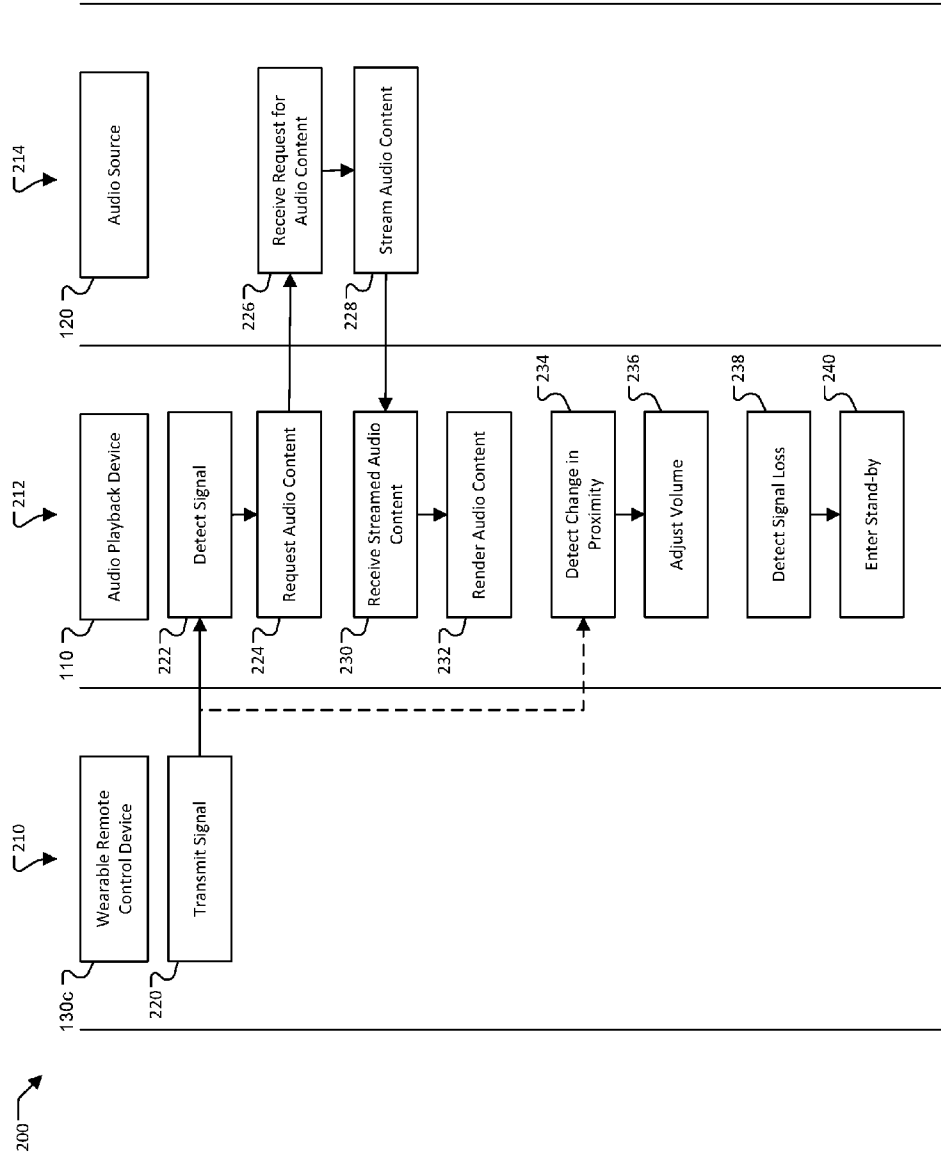 200
210
212
214
130c
Wearable Remote
Control Device
110
Audio Playback Device
120
Audio Source
220
Transmit Signal
222
Detect Signal
224
Request Audio Content
226
Receive Request for
Audio Content
228
Stream Audio Content
230
Receive Streamed Audio
Content
232
Render Audio Content
234
Detect Change in
Proximity
236
Adjust Volume
238
Detect Signal Loss
240
Enter Stand-by